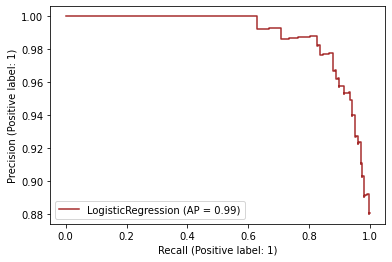 1.00
0.98
0.96
0.94
0.92
0.90
0.88
Precision (Positive label: 1)
LogisticRegression (AP = 0.99)
0.0 0.2 0.4 0.6 0.8 1.0
Recall (Positive label: 1)